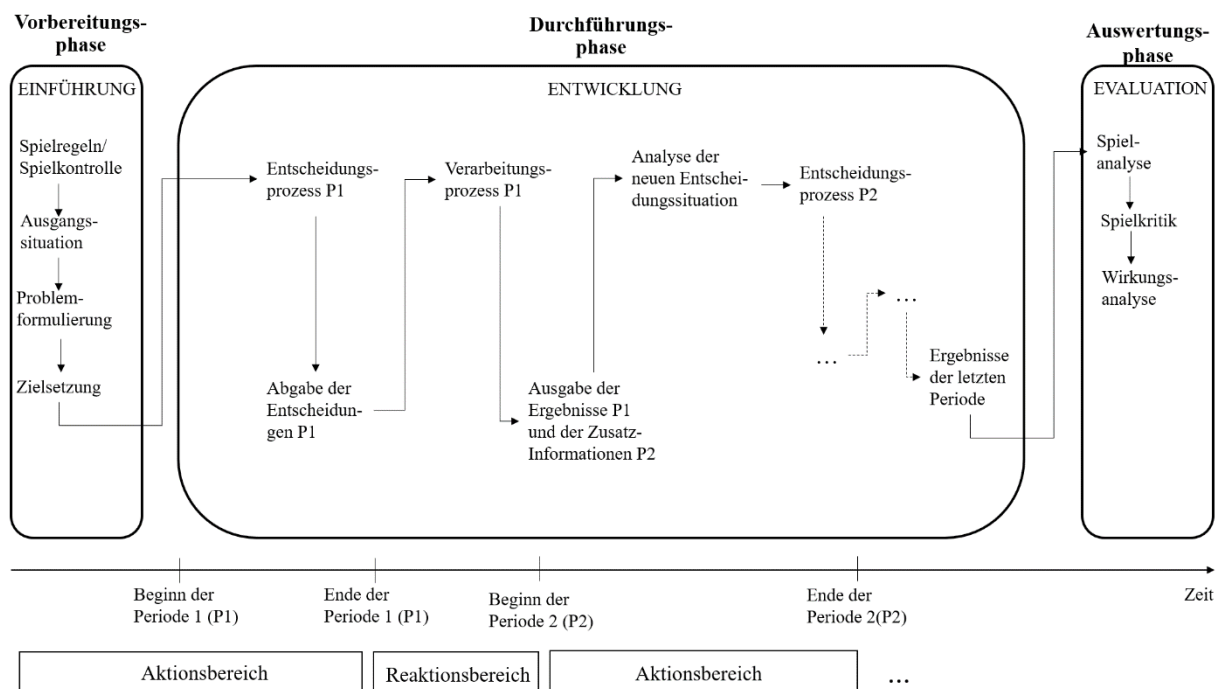 Vorbereitungs-
phase
EINFÜHRUNG
Spielregeln/
Spielkontrolle
Ausgangs-
situation
Problem-
formulierung
Zielsetzung
Durchführungs-
phase
ENTWICKLUNG
Entscheidungs-
prozess P1
Abgabe der
Entscheidun-
gen P1
Verarbeitungs-
prozess P1
Ausgabe der
Ergebnisse P1
und der Zusatz-
Informationen P2
Analyse der
neuen Entschei-
dungssituation
Entscheidungs-
prozess P2
…
…
Ergebnisse
der letzten
Periode
Auswertungs-
phase
EVALUATION
Spiel-
analyse
Spielkritik
Wirkungs-
analyse
Beginn der
Periode 1 (P1)
Ende der
Periode 1 (P1)
Beginn der
Periode 2 (P2)
Ende der
Periode 2(P2)
Zeit
Aktionsbereich
Reaktionsbereich
Aktionsbereich
…